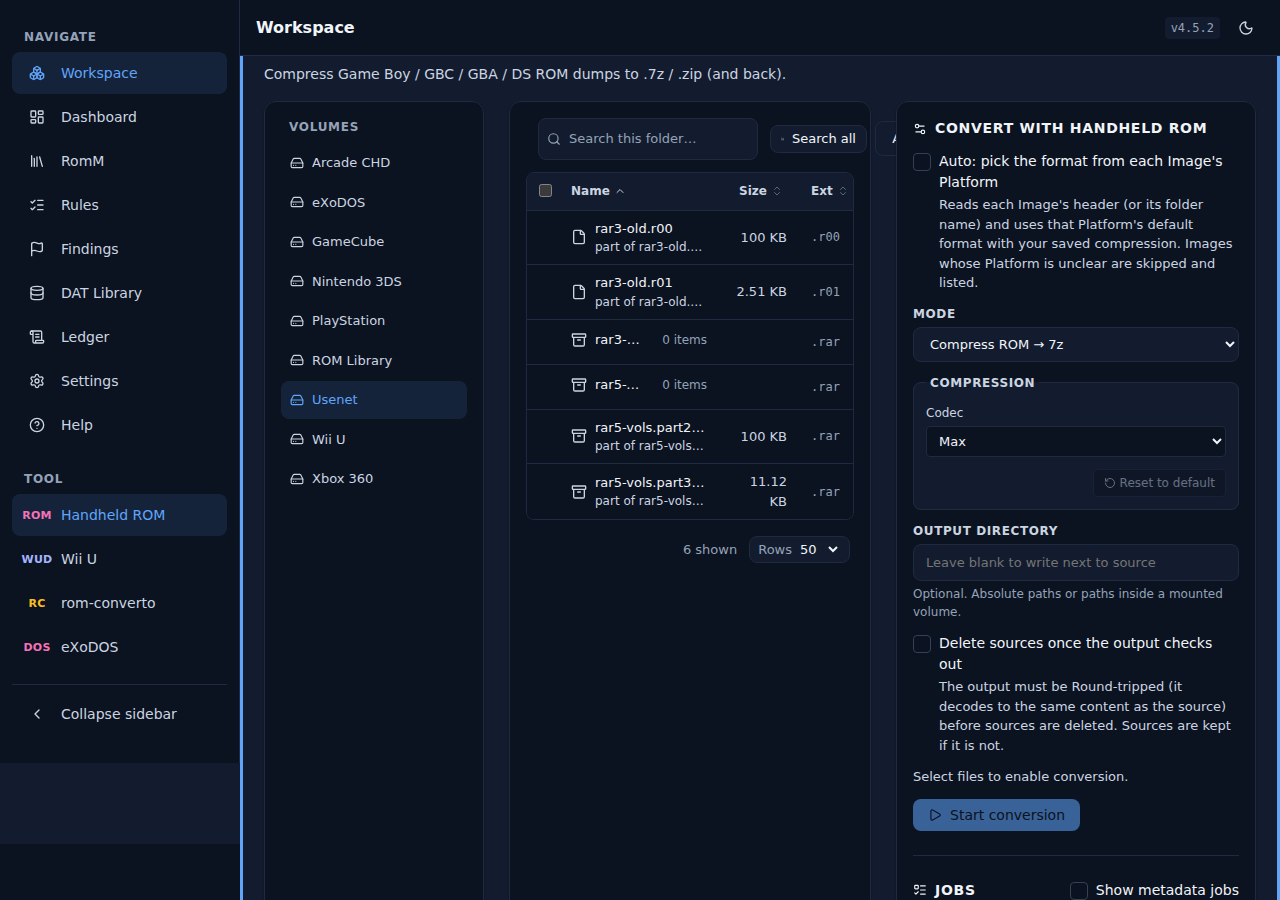 NAVIGATE
Workspace
Dashboard
RomM
Rules
Findings
DAT Library
Ledger
Settings
Help
TOOL
ROM Handheld ROM
WUD Wii U
RC rom-converto
DOS eXoDOS
Collapse sidebar
Workspace
v4.5.2
Compress Game Boy / GBC / GBA / DS ROM dumps to .7z / .zip (and back).
VOLUMES
Arcade CHD
eXoDOS
GameCube
Nintendo 3DS
PlayStation
ROM Library
Usenet
Wii U
Xbox 360
Search this folder…
Search all
Name Size Ext
rar3-old.r00
part of rar3-old.…
100 KB .r00
rar3-old.r01
part of rar3-old.…
2.51 KB .r01
rar3-… 0 items .rar
rar5-… 0 items .rar
rar5-vols.part2…
part of rar5-vols…
100 KB .rar
rar5-vols.part3…
part of rar5-vols…
11.12
KB
.rar
6 shown Rows 50
CONVERT WITH HANDHELD ROM
Auto: pick the format from each Image's
Platform
Reads each Image's header (or its folder
name) and uses that Platform's default
format with your saved compression. Images
whose Platform is unclear are skipped and
listed.
MODE
Compress ROM → 7z
COMPRESSION
Codec
Max
Reset to default
OUTPUT DIRECTORY
Leave blank to write next to source
Optional. Absolute paths or paths inside a mounted
volume.
Delete sources once the output checks
out
The output must be Round-tripped (it
decodes to the same content as the source)
before sources are deleted. Sources are kept
if it is not.
Select files to enable conversion.
Start conversion
JOBS
Show metadata jobs